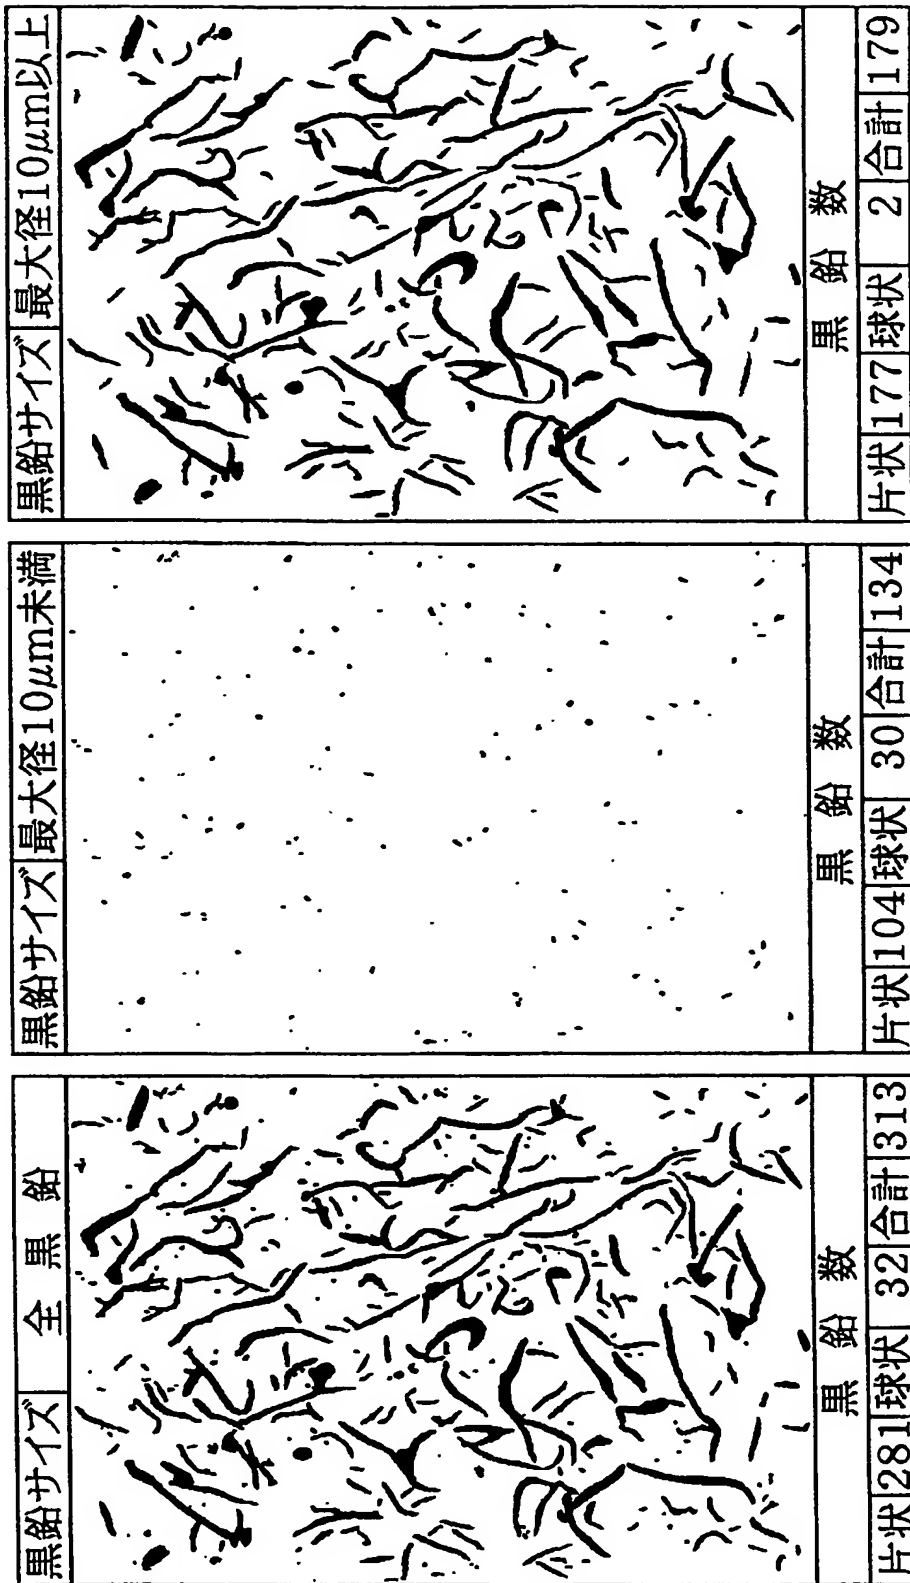 黒鉛サイズ 全黒鉛
黒鉛数
片状 281 球状 32 合計 313
黒鉛サイズ 最大径10μm未満
黒鉛数
片状 104 球状 30 合計 134
黒鉛サイズ 最大径10μm以上
黒鉛数
片状 177 球状 2 合計 179